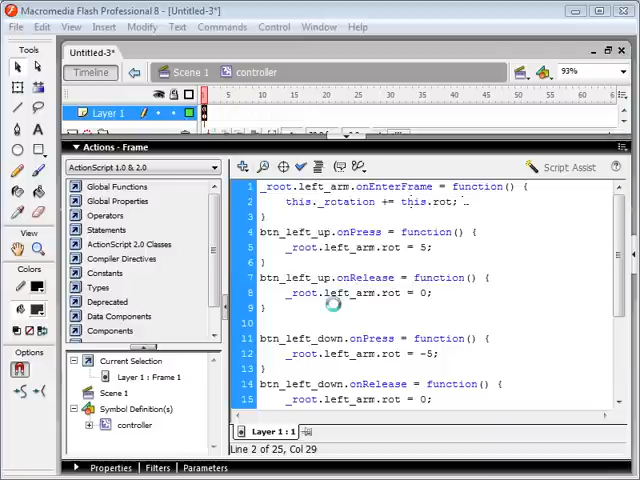 Macromedia Flash Professional 8 - [Untitled-3*]
File Edit View Insert Modify Text Commands Control Window Help
Tools
View
Colors
Options
Untitled-3*
Timeline Scene 1 controller 93%
1 5 10 15 20 25 30 35 40 45 50 55 60 65
Layer 1
Actions - Frame
ActionScript 1.0 & 2.0
Script Assist
Global Functions
Global Properties
Operators
Statements
ActionScript 2.0 Classes
Compiler Directives
Constants
Types
Deprecated
Data Components
Components
Current Selection
Layer 1 : Frame 1
Scene 1
Symbol Definition(s)
controller
1 _root.left_arm.onEnterFrame = function() {
2 this._rotation += this.rot;
3 }
4 btn_left_up.onPress = function() {
5 _root.left_arm.rot = 5;
6 }
7 btn_left_up.onRelease = function() {
8 _root.left_arm.rot = 0;
9 }
10
11 btn_left_down.onPress = function() {
12 _root.left_arm.rot = -5;
13 }
14 btn_left_down.onRelease = function() {
15 _root.left_arm.rot = 0;
Layer 1 : 1
Line 2 of 25, Col 29
Properties Filters Parameters